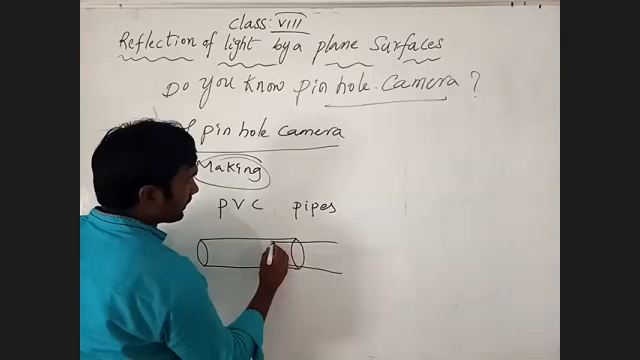 class: VIII
Reflection of light by a plane Surfaces
Do you know pin hole camera ?
pin hole camera
Making
PVC pipes